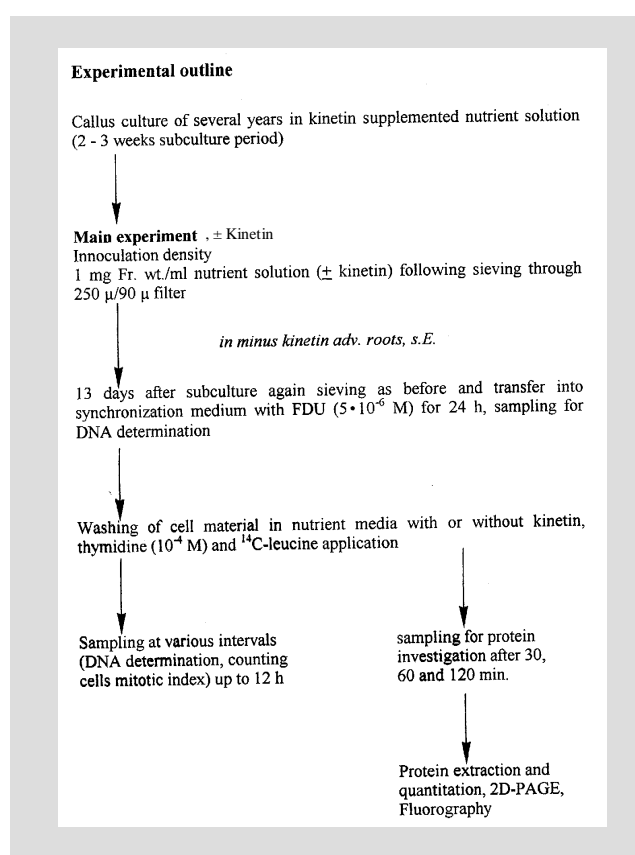 Experimental outline
Callus culture of several years in kinetin supplemented nutrient solution
(2 - 3 weeks subculture period)
Main experiment , ± Kinetin
Innoculation density
1 mg Fr. wt./ml nutrient solution (± kinetin) following sieving through
250 µ/90 µ filter
in minus kinetin adv. roots, s.E.
13 days after subculture again sieving as before and transfer into
synchronization medium with FDU (5•10⁻⁶ M) for 24 h, sampling for
DNA determination
Washing of cell material in nutrient media with or without kinetin,
thymidine (10⁻⁴ M) and ¹⁴C-leucine application
Sampling at various intervals
(DNA determination, counting
cells mitotic index) up to 12 h
sampling for protein
investigation after 30,
60 and 120 min.
Protein extraction and
quantitation, 2D-PAGE,
Fluorography